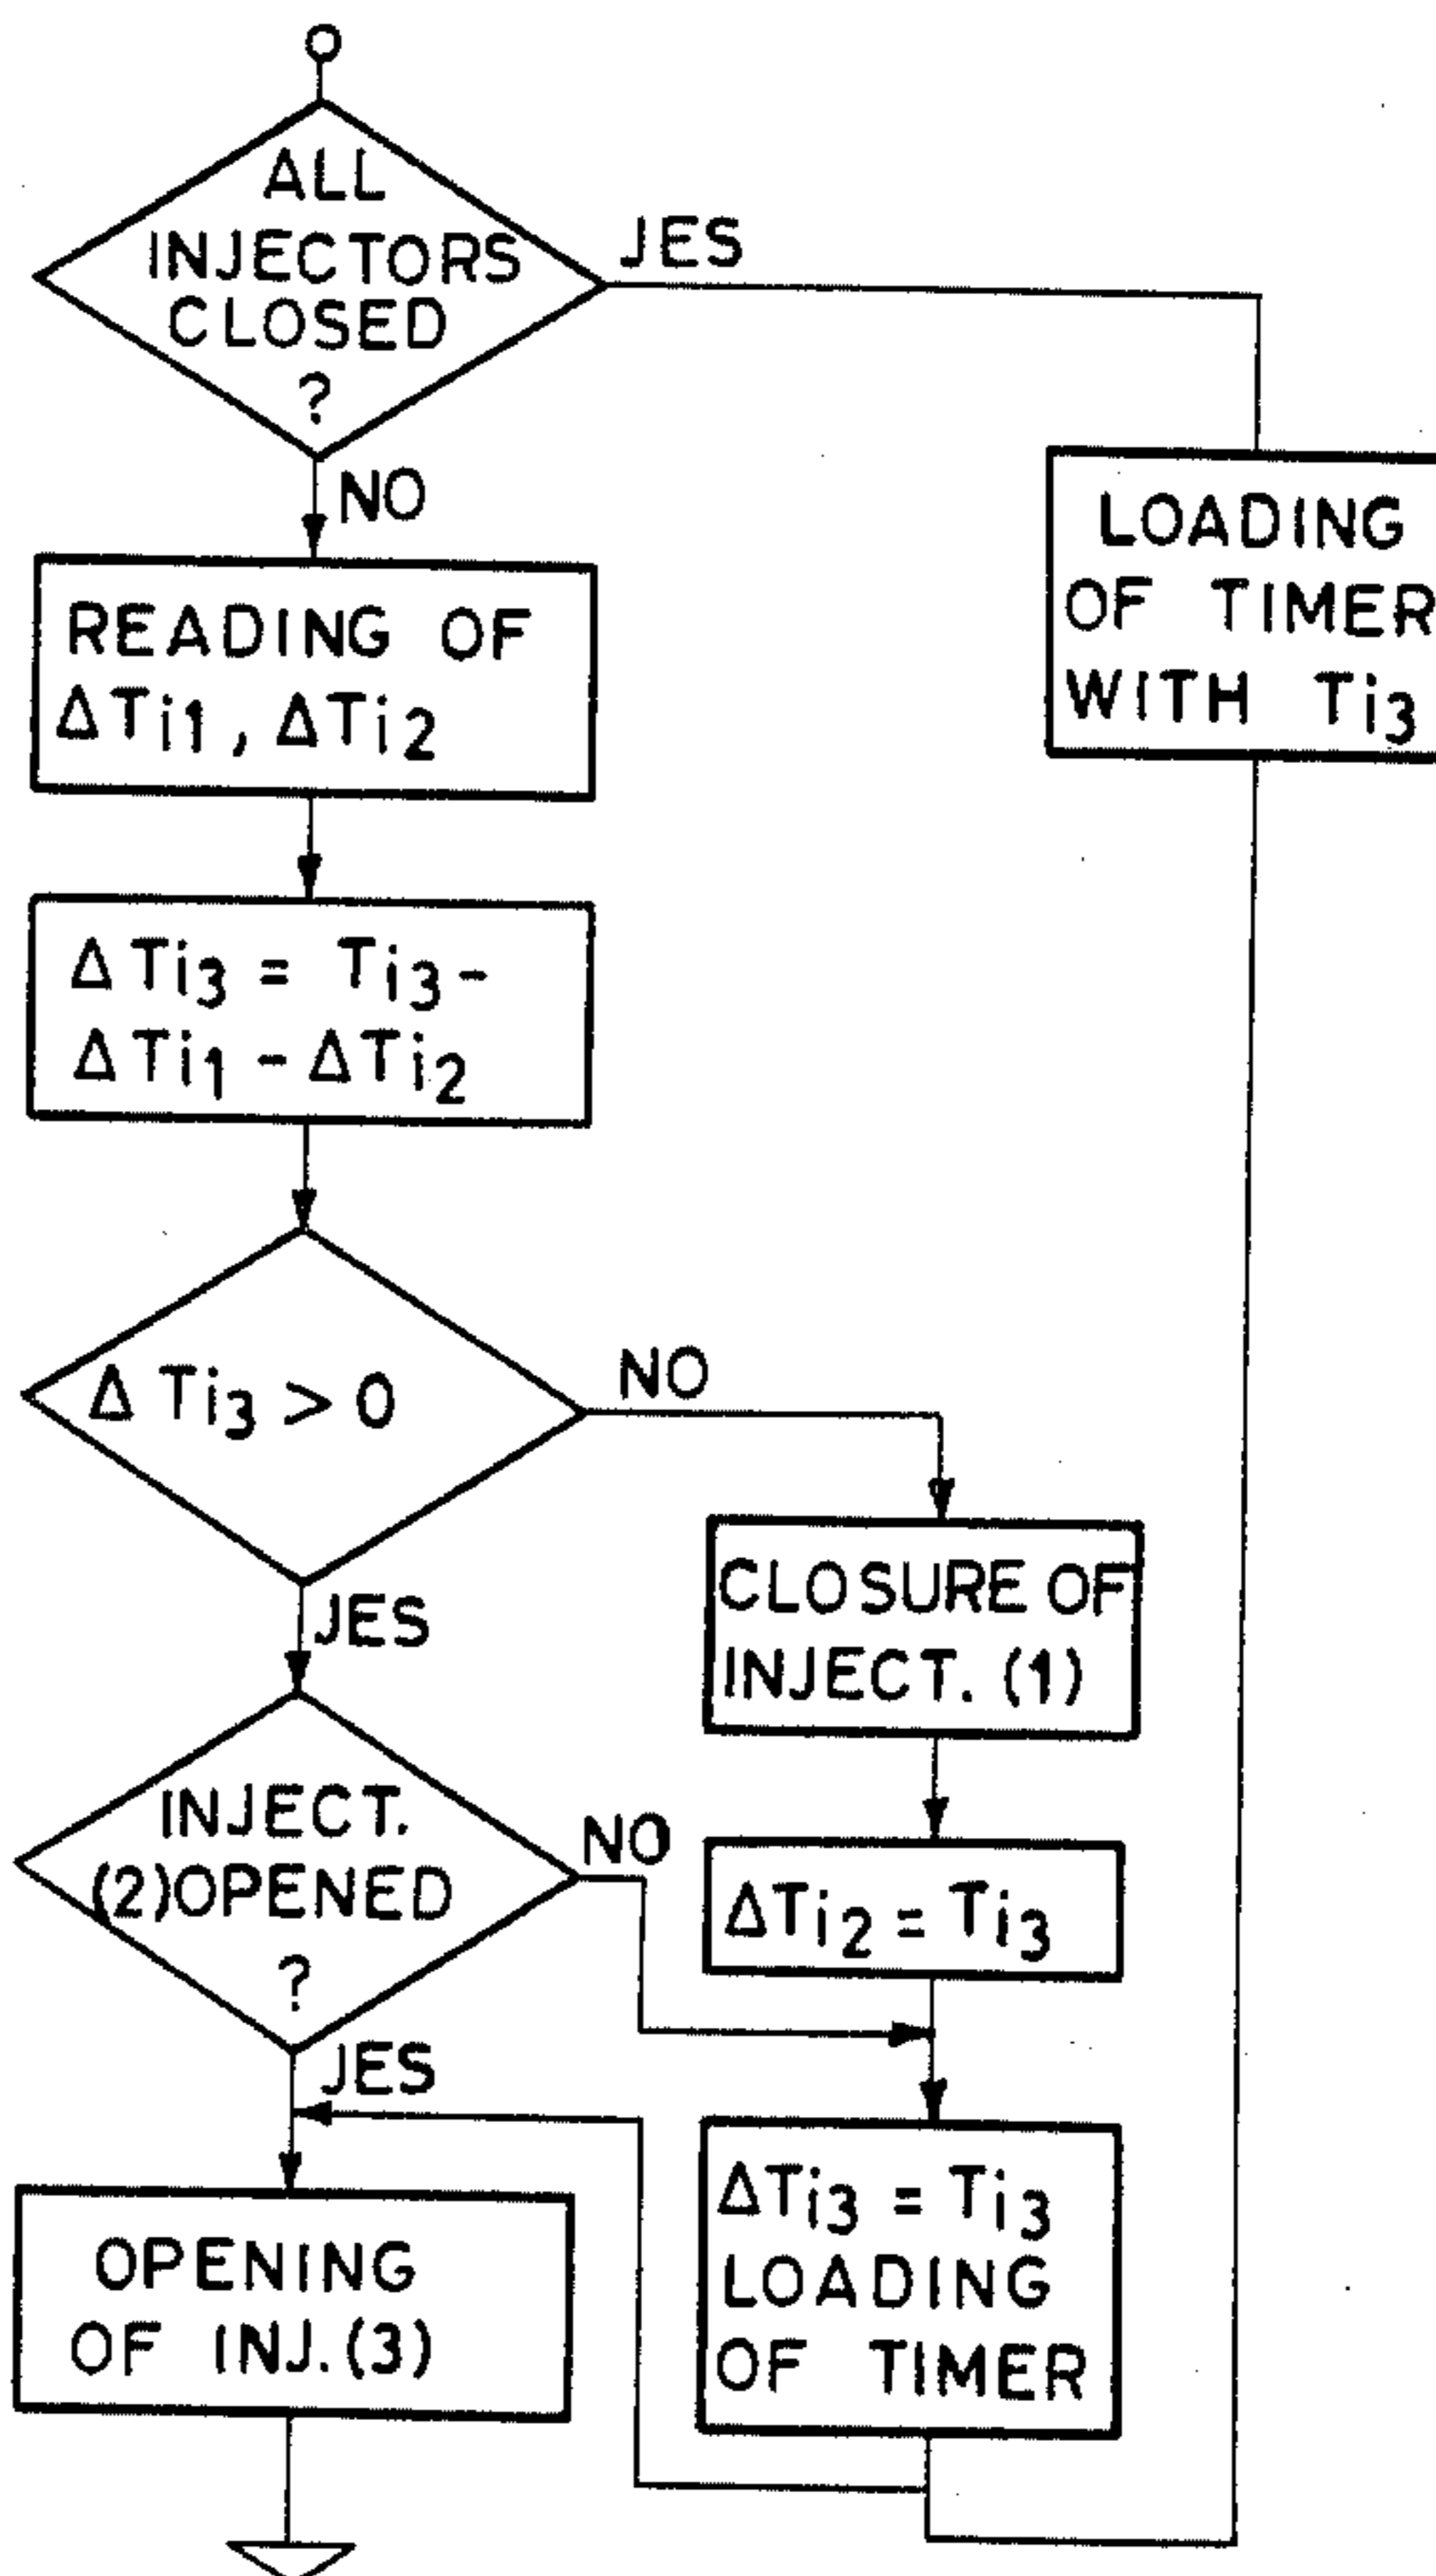 ALL
INJECTORS
CLOSED
?
JES
NO
LOADING
OF TIMER
WITH Ti3
READING OF
ΔTi1, ΔTi2
ΔTi3 = Ti3 -
ΔTi1 - ΔTi2
ΔTi3 > 0
NO
JES
CLOSURE OF
INJECT. (1)
INJECT.
(2)OPENED
?
NO
JES
ΔTi2 = Ti3
ΔTi3 = Ti3
LOADING
OF TIMER
OPENING
OF INJ.(3)